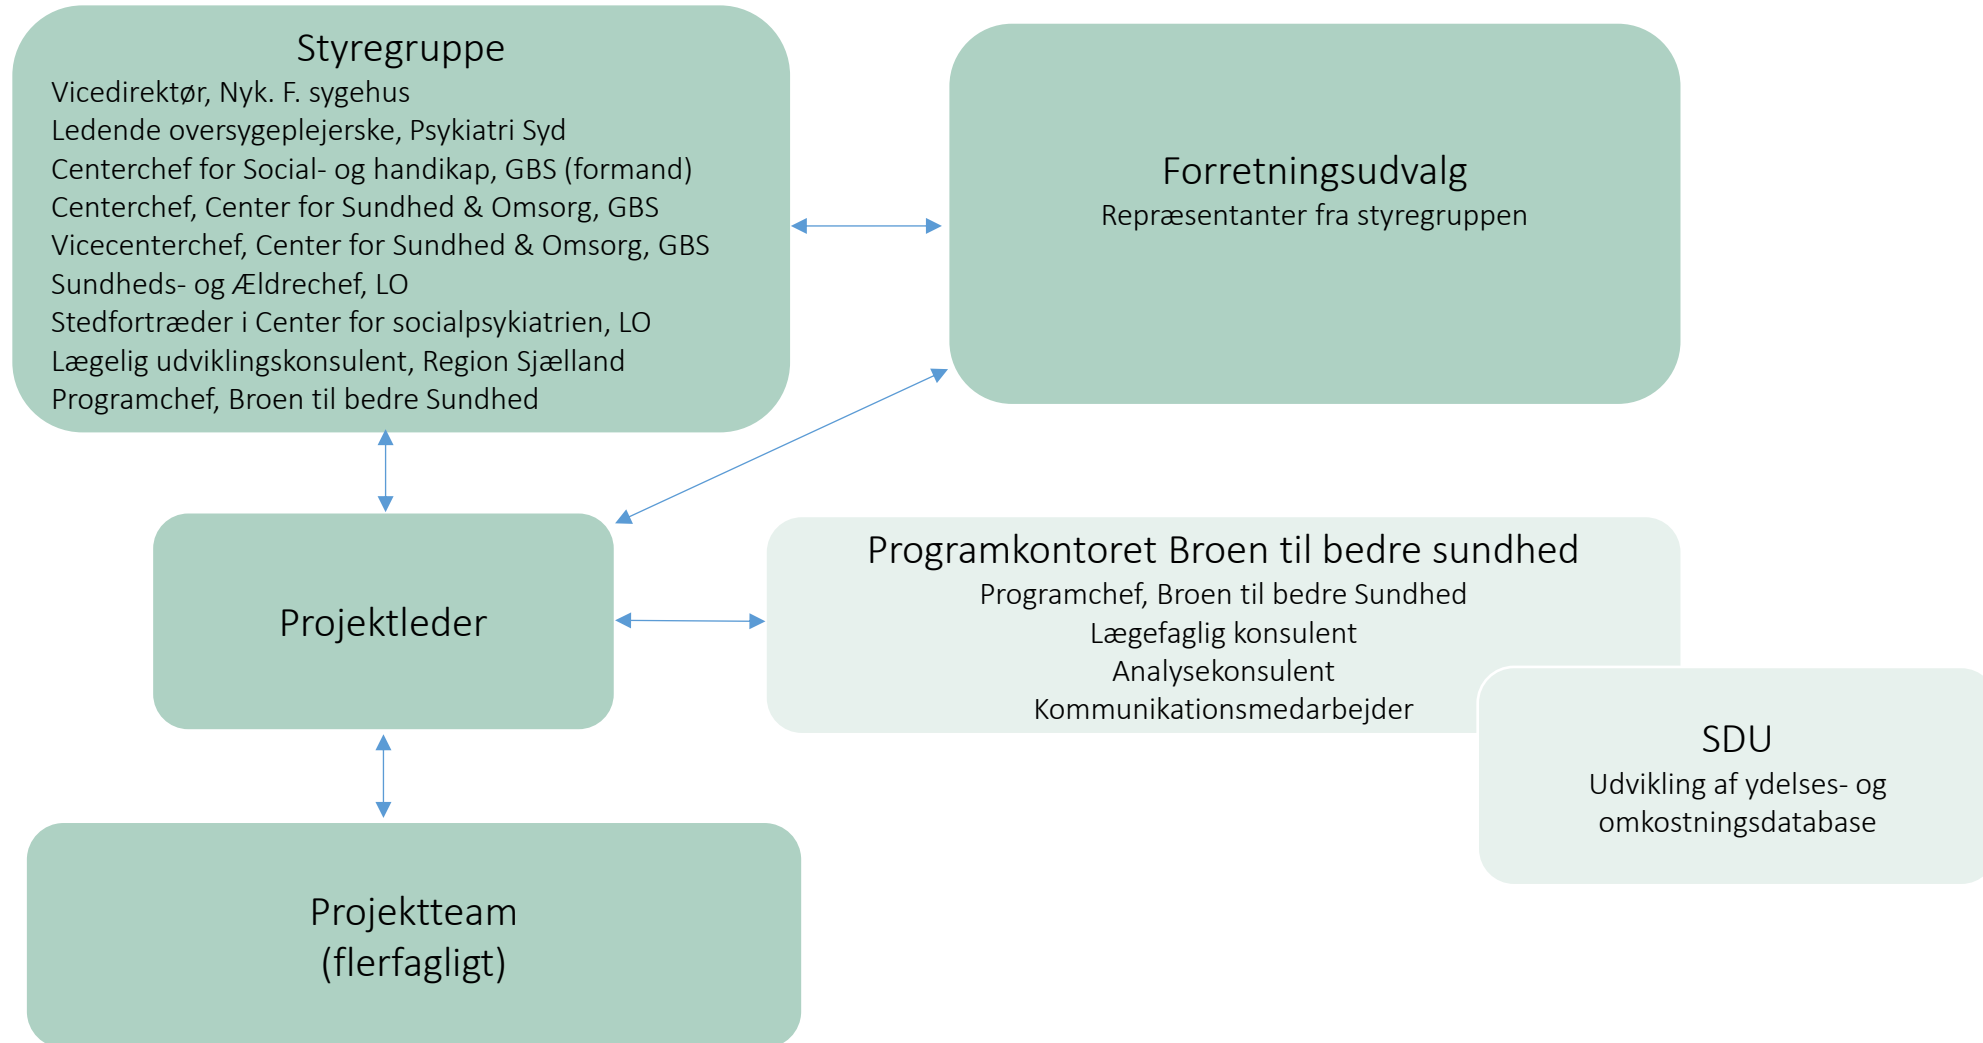 Styregruppe
Vicedirektør, Nyk. F. sygehus
Ledende oversygeplejerske, Psykiatri Syd
Centerchef for Social- og handikap, GBS (formand)
Centerchef, Center for Sundhed & Omsorg, GBS
Vicecenterchef, Center for Sundhed & Omsorg, GBS
Sundheds- og Ældrechef, LO
Stedfortræder i Center for socialpsykiatrien, LO
Lægelig udviklingskonsulent, Region Sjælland
Programchef, Broen til bedre Sundhed
Forretningsudvalg
Repræsentanter fra styregruppen
Projektleder
Programkontoret Broen til bedre sundhed
Programchef, Broen til bedre Sundhed
Lægefaglig konsulent
Analysekonsulent
Kommunikationsmedarbejder
SDU
Udvikling af ydelses- og
omkostningsdatabase
Projektteam
(flerfagligt)